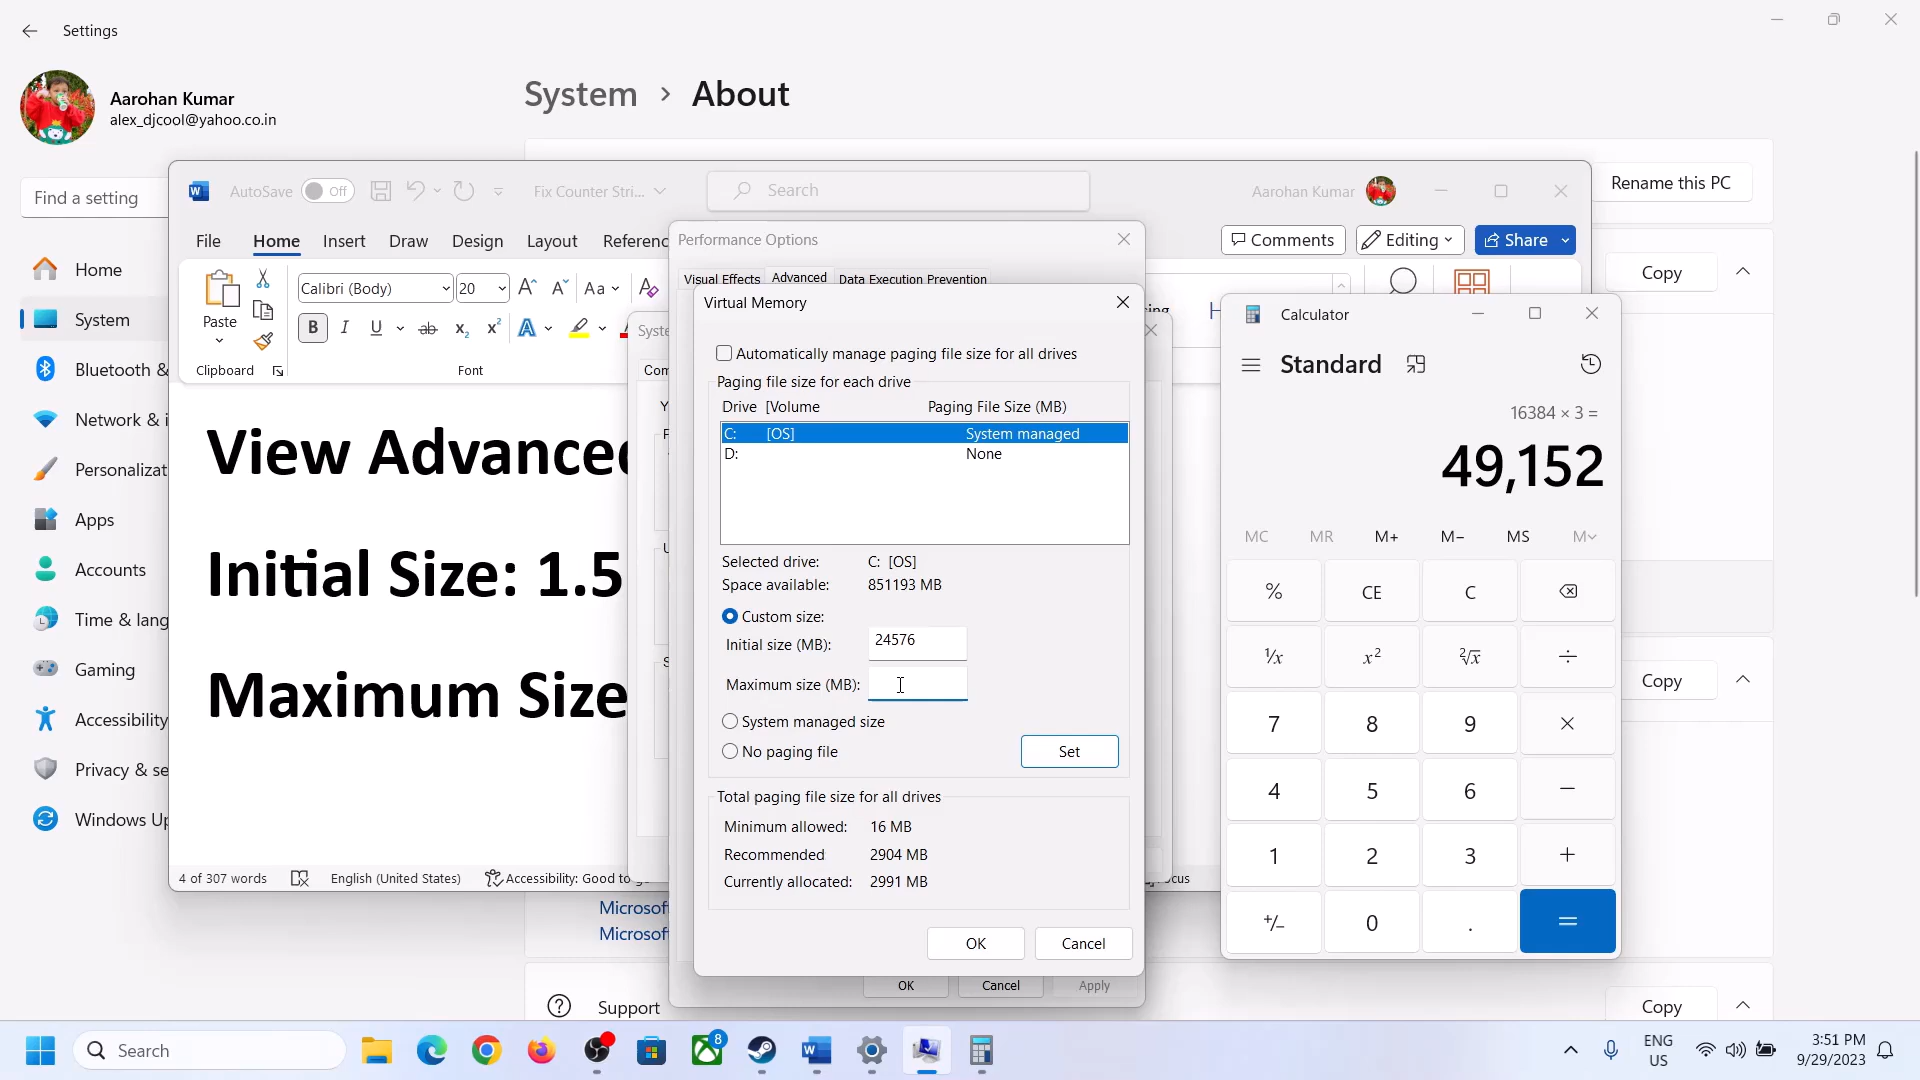 Settings
Aarohan Kumar
alex_djcool@yahoo.co.in
System > About
Find a setting
Rename this PC
Home
System
Bluetooth &
Network & i
Personalizat
Apps
Accounts
Time & lang
Gaming
Accessibility
Privacy & se
Windows Up
Copy
Copy
Copy
Support
Microsof
Microsof
AutoSave Off
Fix Counter Stri...
Search
Aarohan Kumar
File Home Insert Draw Design Layout Referenc
Comments Editing Share
Paste
Calibri (Body) 20
Clipboard Font
View Advanced
Initial Size: 1.5
Maximum Size
4 of 307 words English (United States) Accessibility: Good to
Performance Options
Visual Effects Advanced Data Execution Prevention
OK Cancel Apply
Virtual Memory
Automatically manage paging file size for all drives
Paging file size for each drive
Drive [Volume Paging File Size (MB)
C: [OS] System managed
D: None
Selected drive: C: [OS]
Space available: 851193 MB
Custom size:
Initial size (MB): 24576
Maximum size (MB):
System managed size
No paging file
Set
Total paging file size for all drives
Minimum allowed: 16 MB
Recommended 2904 MB
Currently allocated: 2991 MB
OK Cancel
Calculator
Standard
16384 × 3 =
49,152
MC MR M+ M− MS M
% CE C
⅟x x² ²√x ÷
7 8 9 ×
4 5 6 −
1 2 3 +
+/− 0 . =
Search
8
ENG
US
3:51 PM
9/29/2023